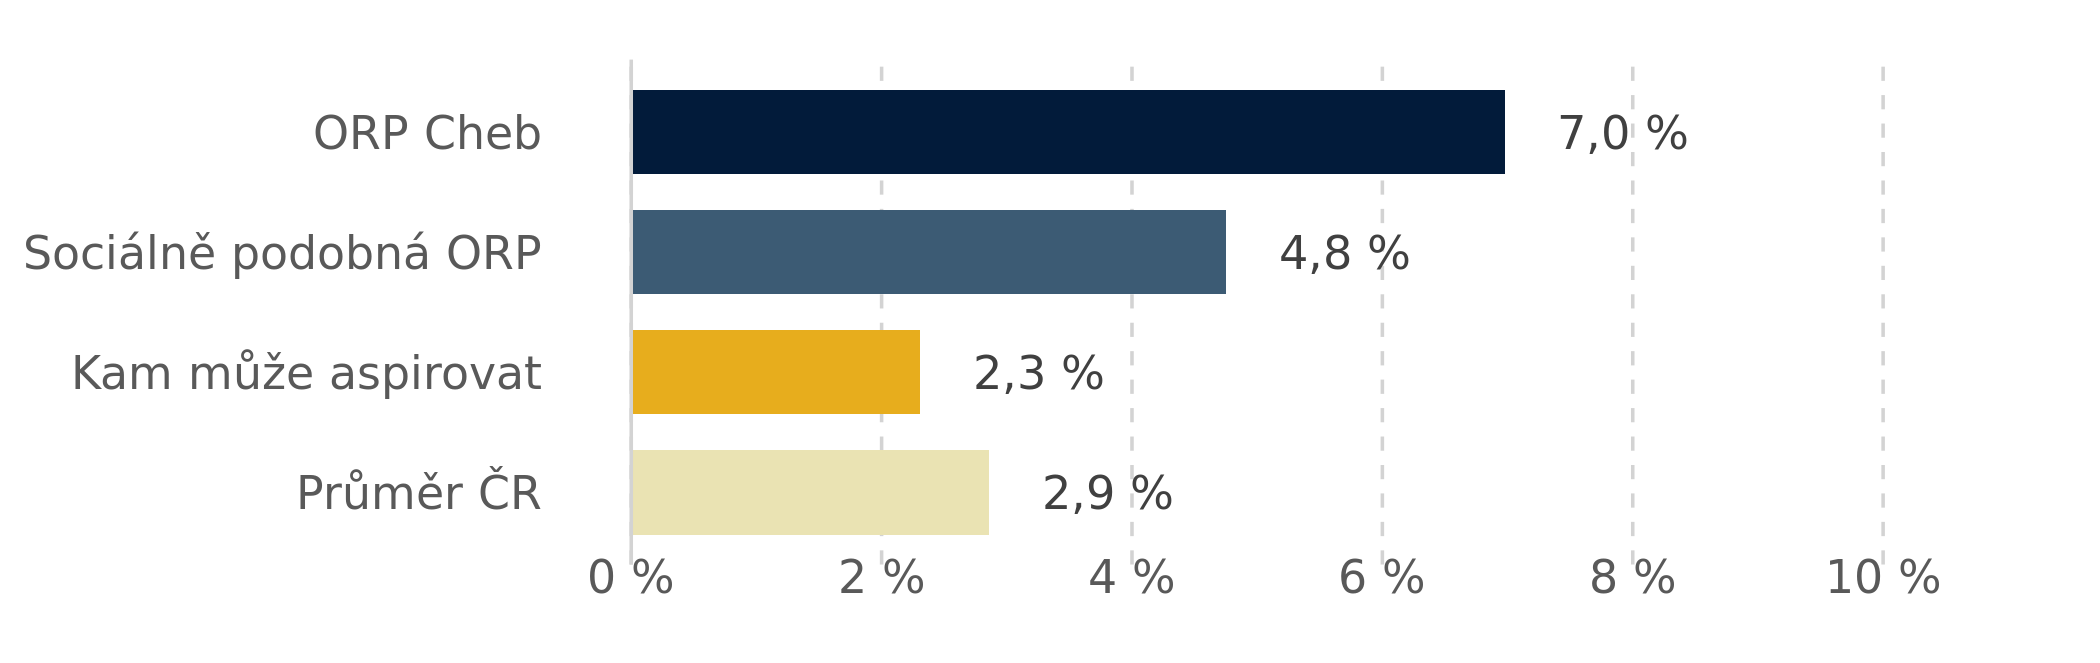 ORP Cheb 7,0 %
Sociálně podobná ORP 4,8 %
Kam může aspirovat 2,3 %
Průměr ČR 2,9 %
0 % 2 % 4 % 6 % 8 % 10 %